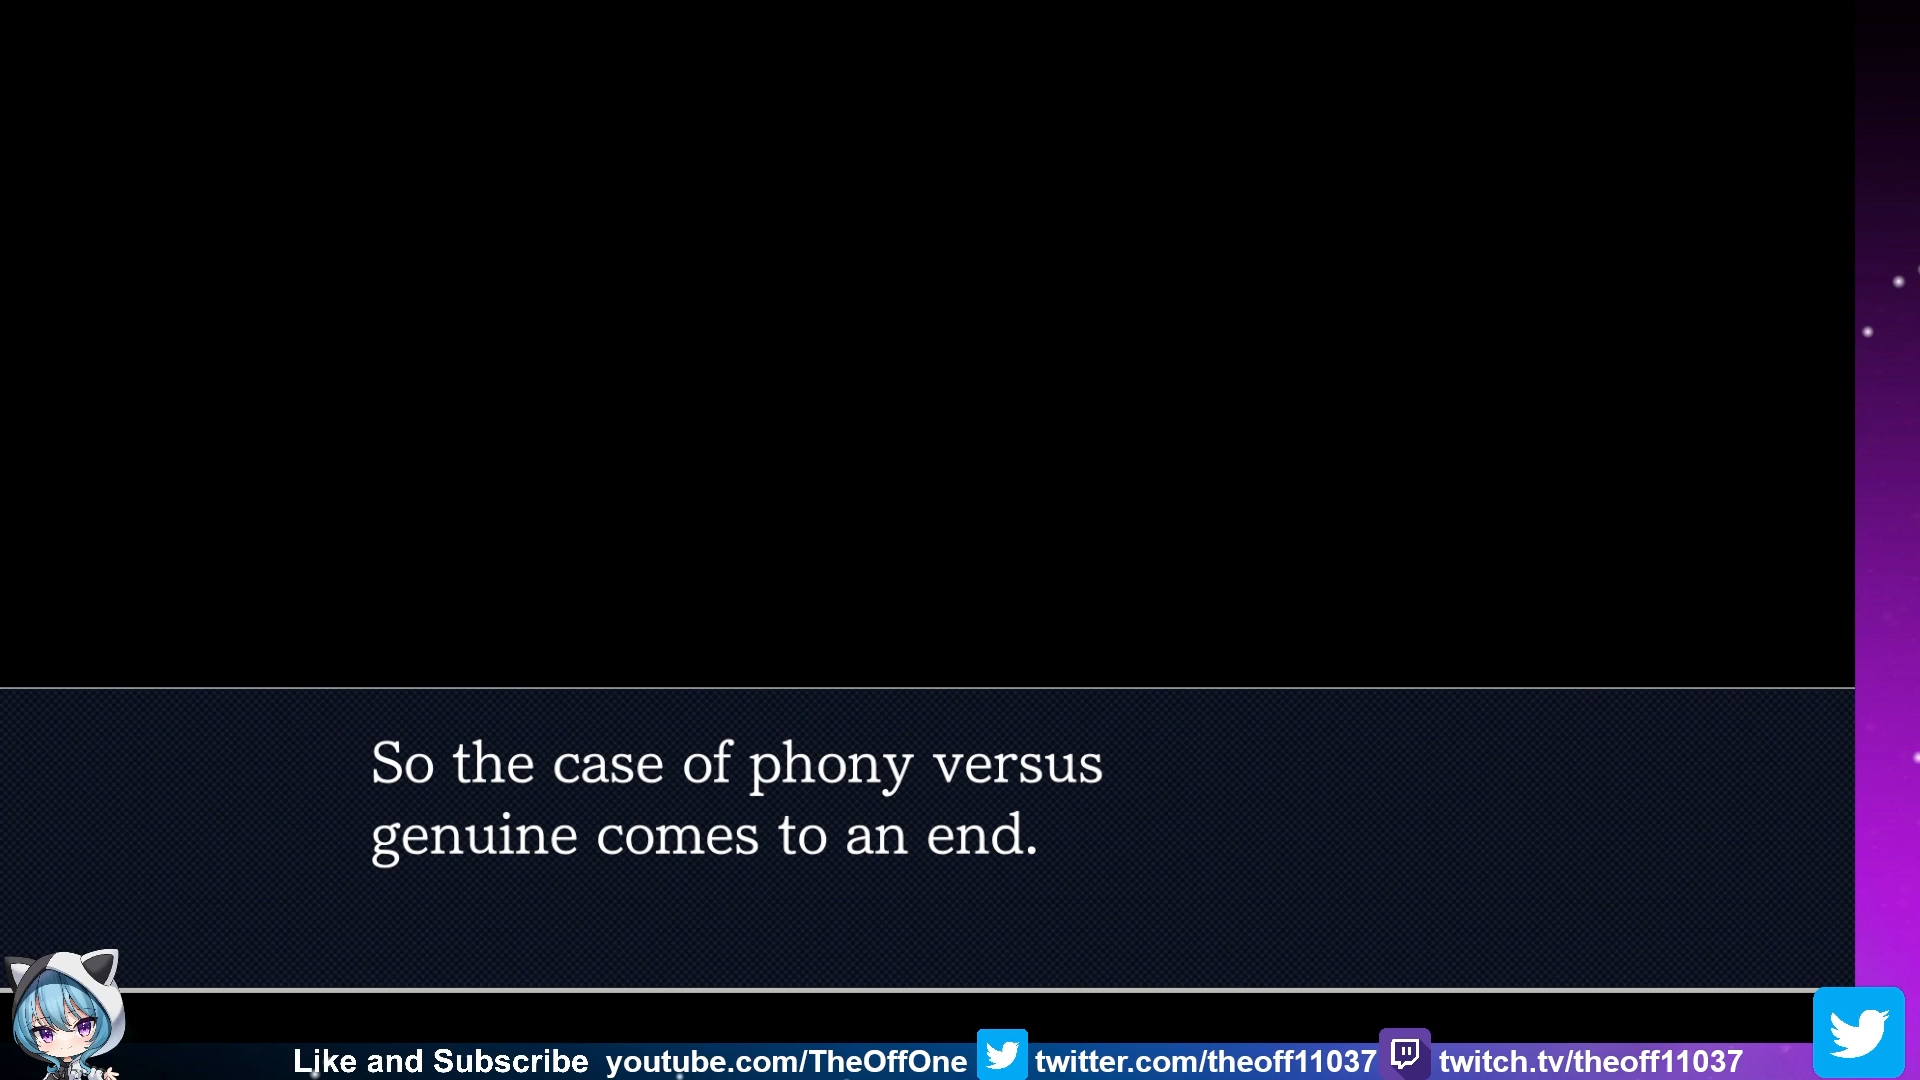 So the case of phony versus
genuine comes to an end.
Like and Subscribe youtube.com/TheOffOne twitter.com/theoff11037 twitch.tv/theoff11037